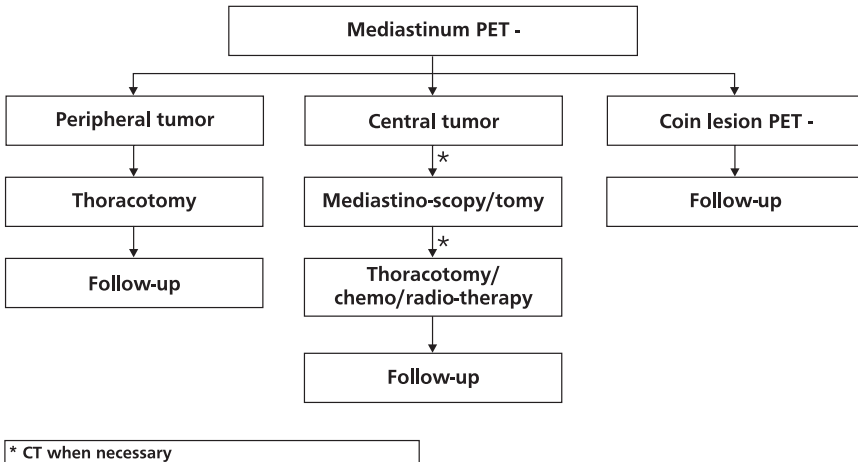 Mediastinum PET -
Peripheral tumor
Central tumor
Coin lesion PET -
*
Thoracotomy
Mediastino-scopy/tomy
Follow-up
*
Follow-up
Thoracotomy/
chemo/radio-therapy
Follow-up
* CT when necessary